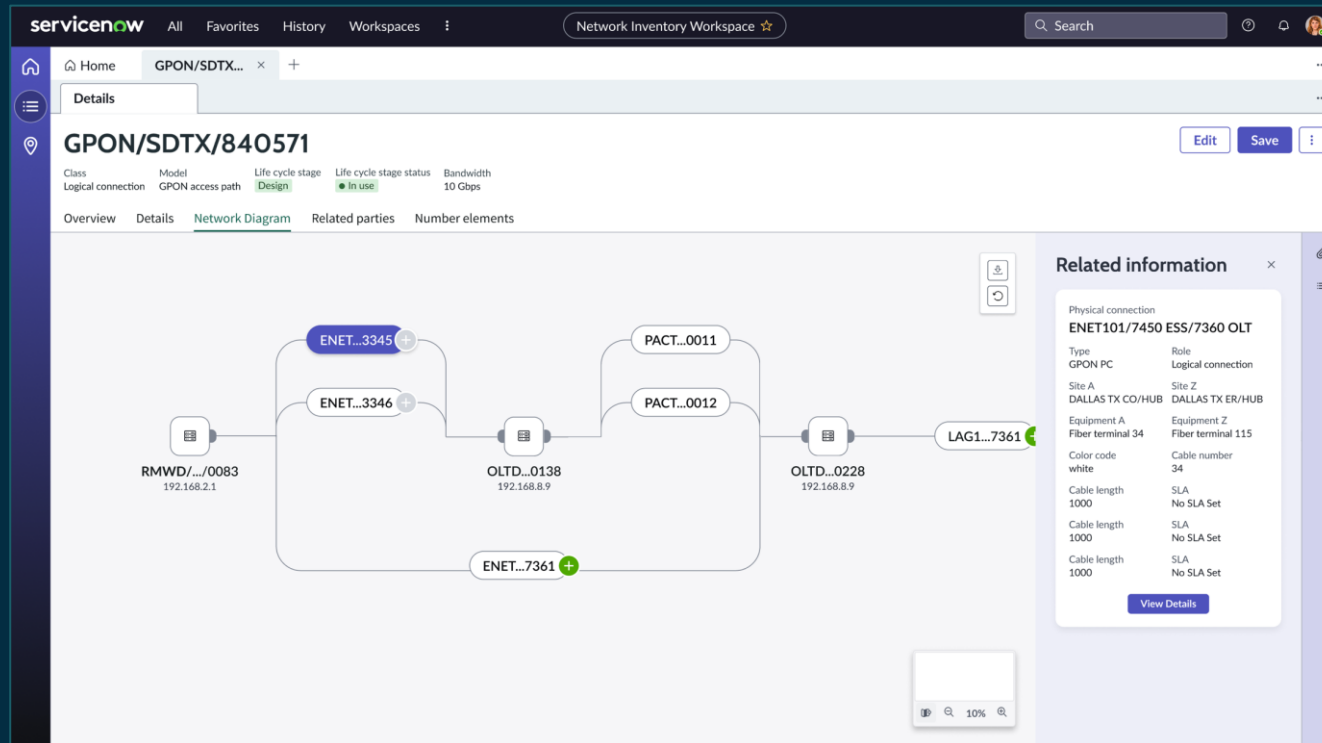 servicenow All Favorites History Workspaces Network Inventory Workspace Search
Home GPON/SDTX...
Details
GPON/SDTX/840571
Edit Save
Class Model Life cycle stage Life cycle stage status Bandwidth
Logical connection GPON access path Design In use 10 Gbps
Overview Details Network Diagram Related parties Number elements
Related information
Physical connection
ENET101/7450 ESS/7360 OLT
Type Role
GPON PC Logical connection
Site A Site Z
DALLAS TX CO/HUB DALLAS TX ER/HUB
Equipment A Equipment Z
Fiber terminal 34 Fiber terminal 115
Color code Cable number
white 34
Cable length SLA
1000 No SLA Set
Cable length SLA
1000 No SLA Set
Cable length SLA
1000 No SLA Set
View Details
ENET...3345 PACT...0011
ENET...3346 PACT...0012
LAG1...7361
RMWD/.../0083 OLTD...0138 OLTD...0228
192.168.2.1 192.168.8.9 192.168.8.9
ENET...7361
10%